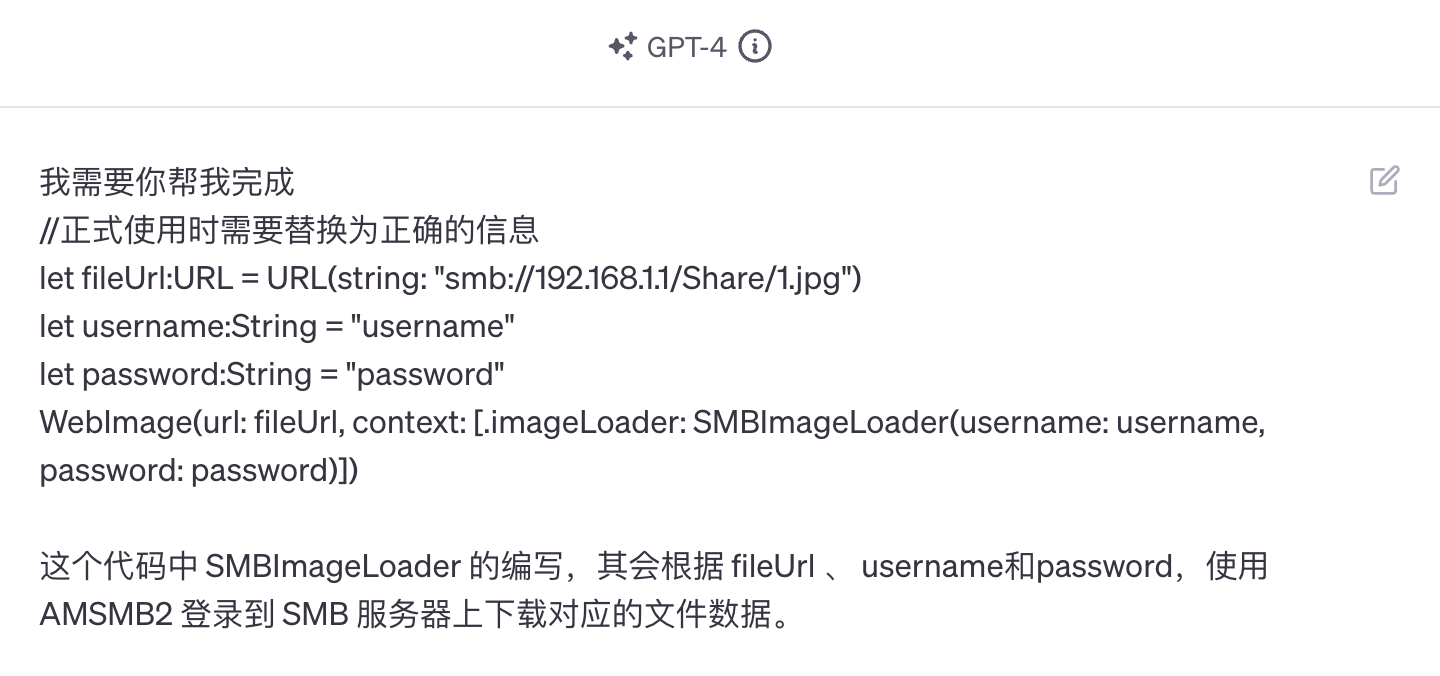 GPT-4
我需要你帮我完成
//正式使用时需要替换为正确的信息
let fileUrl:URL = URL(string: "smb://192.168.1.1/Share/1.jpg")
let username:String = "username"
let password:String = "password"
WebImage(url: fileUrl, context: [.imageLoader: SMBImageLoader(username: username,
password: password)])
这个代码中 SMBImageLoader 的编写，其会根据 fileUrl 、 username和password，使用
AMSMB2 登录到 SMB 服务器上下载对应的文件数据。